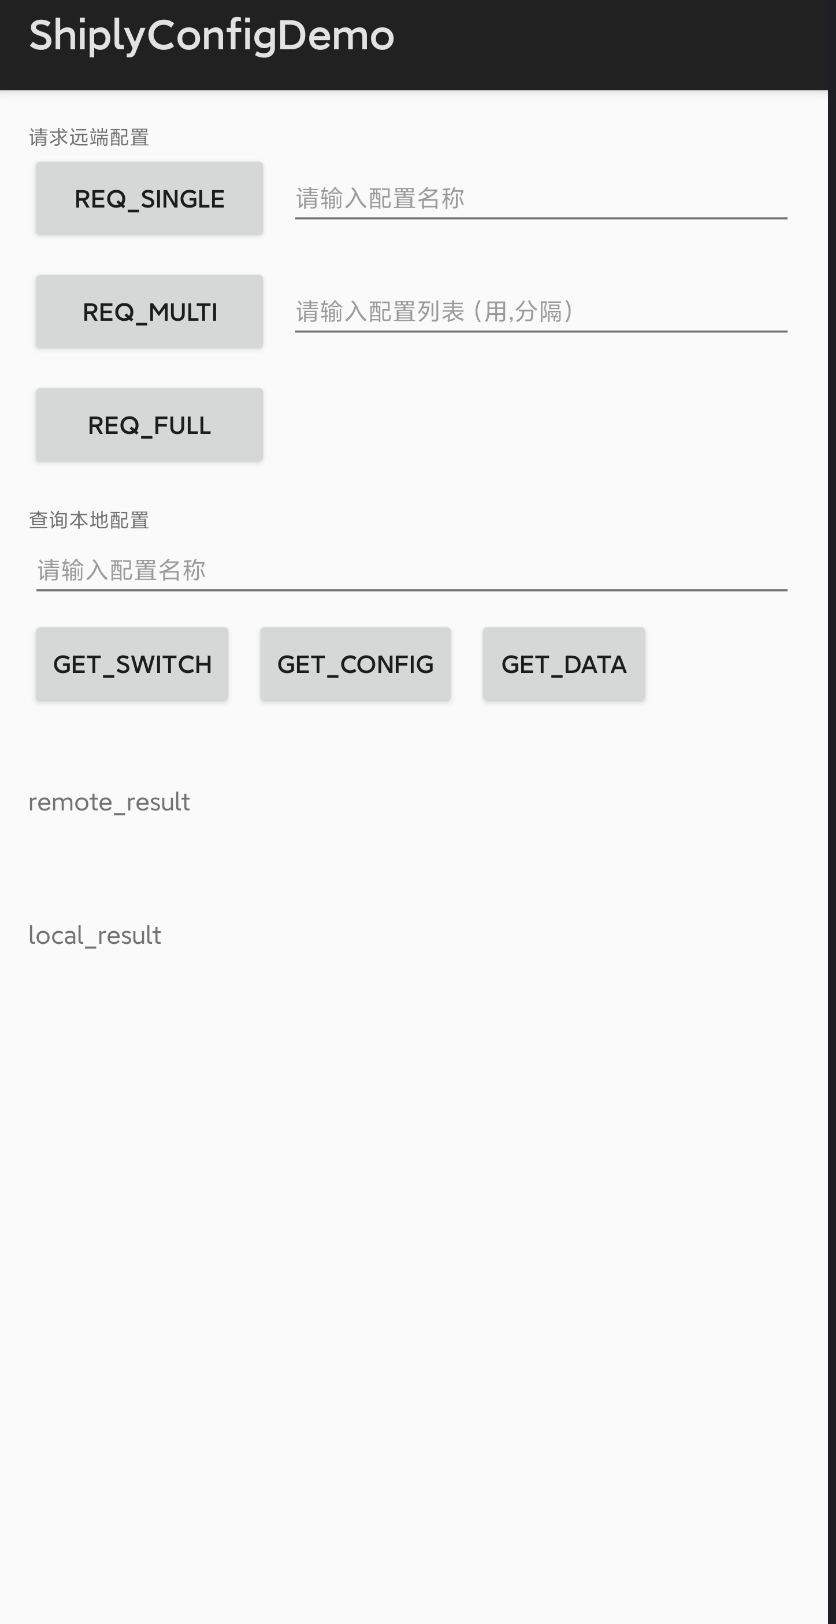 ShiplyConfigDemo
请求远端配置
REQ_SINGLE 请输入配置名称
REQ_MULTI 请输入配置列表（用,分隔）
REQ_FULL
查询本地配置
请输入配置名称
GET_SWITCH GET_CONFIG GET_DATA
remote_result
local_result